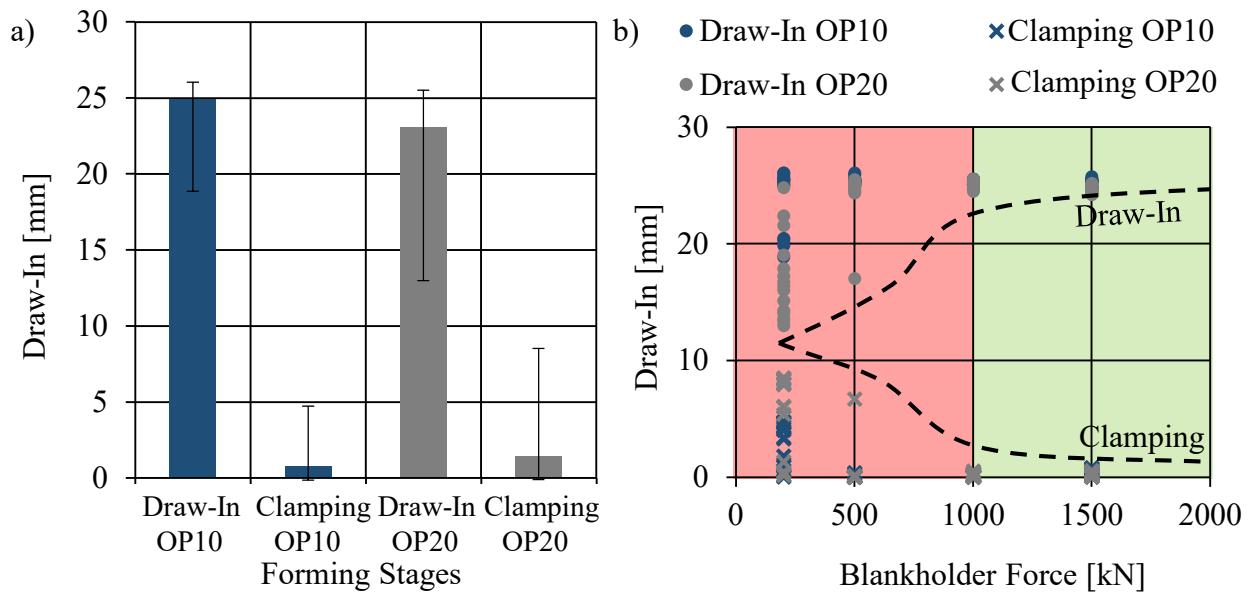 a)
30
25
20
15
10
5
0
Draw-In [mm]
Draw-In Clamping Draw-In Clamping
OP10 OP10 OP20 OP20
Forming Stages
b)
Draw-In OP10 Clamping OP10
Draw-In OP20 Clamping OP20
30
20
10
0
Draw-In [mm]
Draw-In
Clamping
0 500 1000 1500 2000
Blankholder Force [kN]